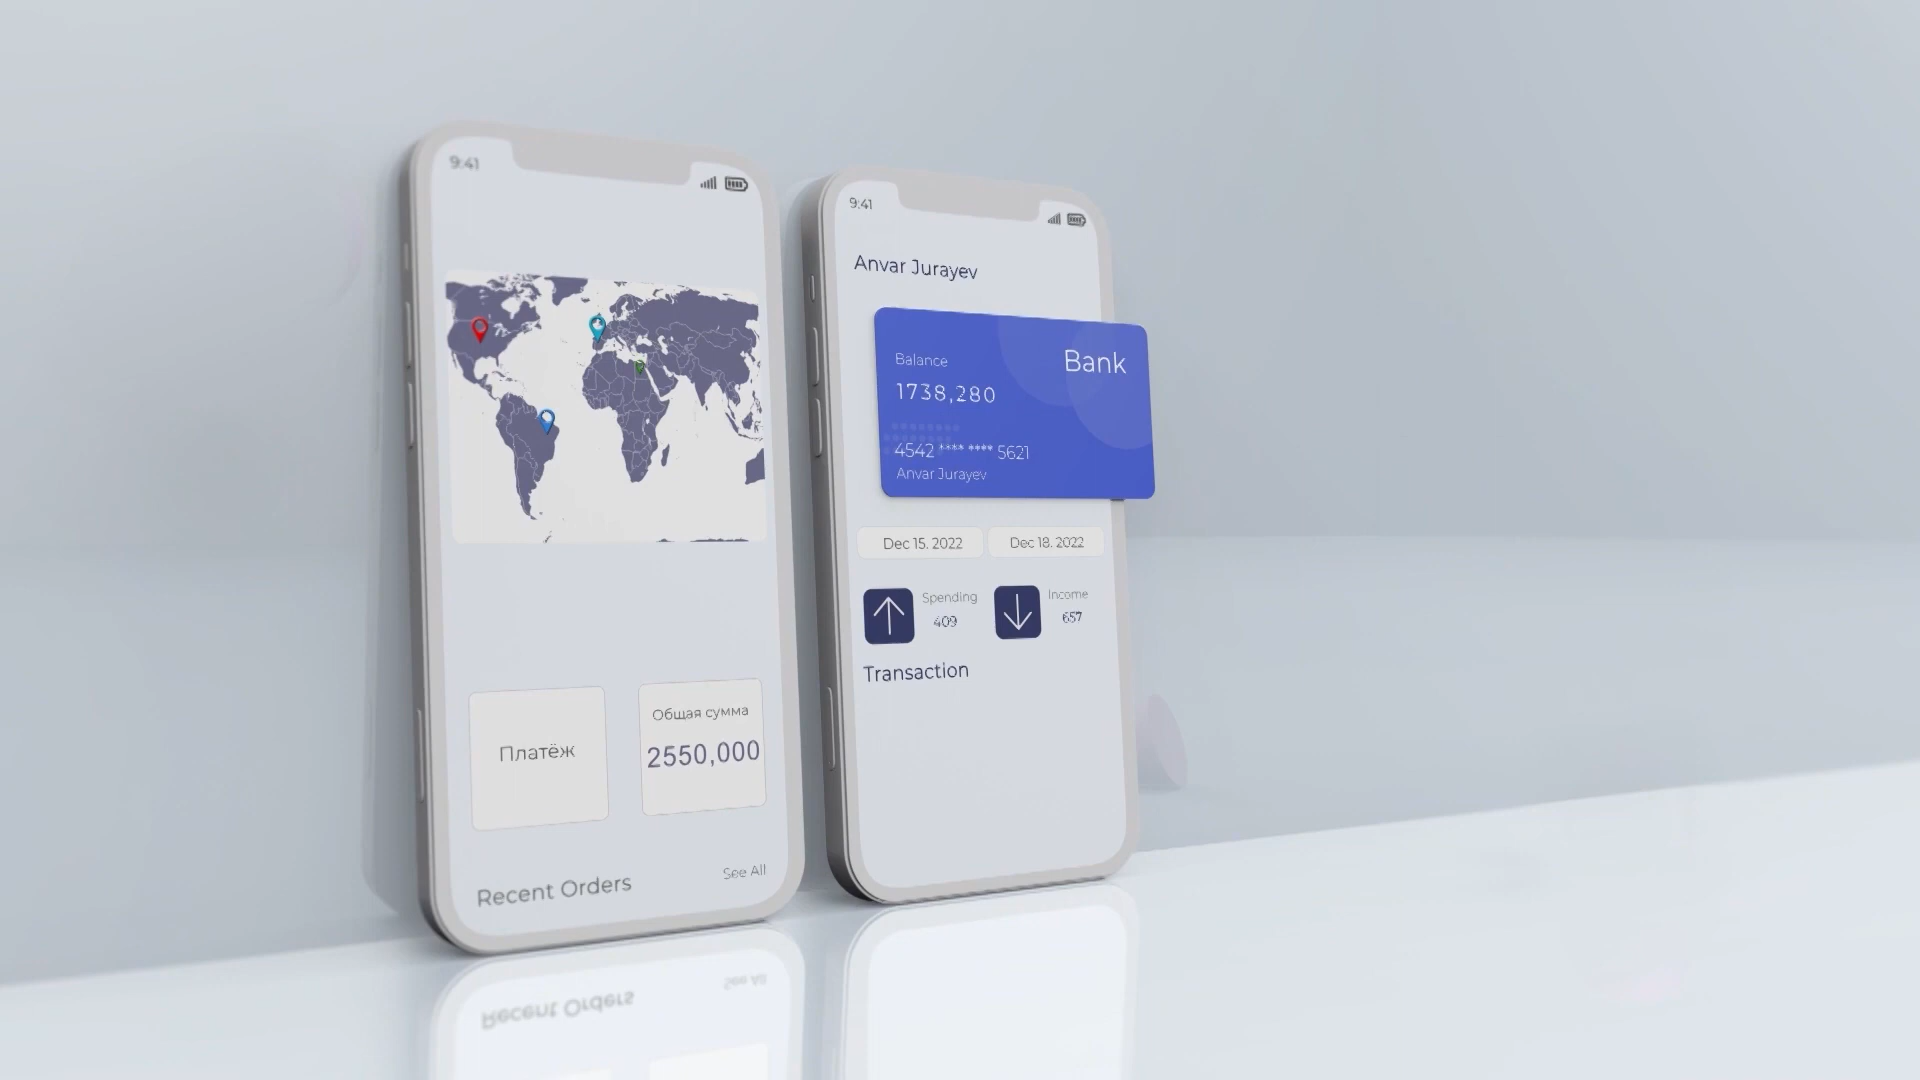 9:41
Платёж
Общая сумма
2550,000
Recent Orders
See All
9:41
Anvar Jurayev
Balance
Bank
1738,280
4542 **** **** 5621
Anvar Jurayev
Dec 15. 2022
Dec 18. 2022
Spending
409
Income
657
Transaction
Recent Orders
See All